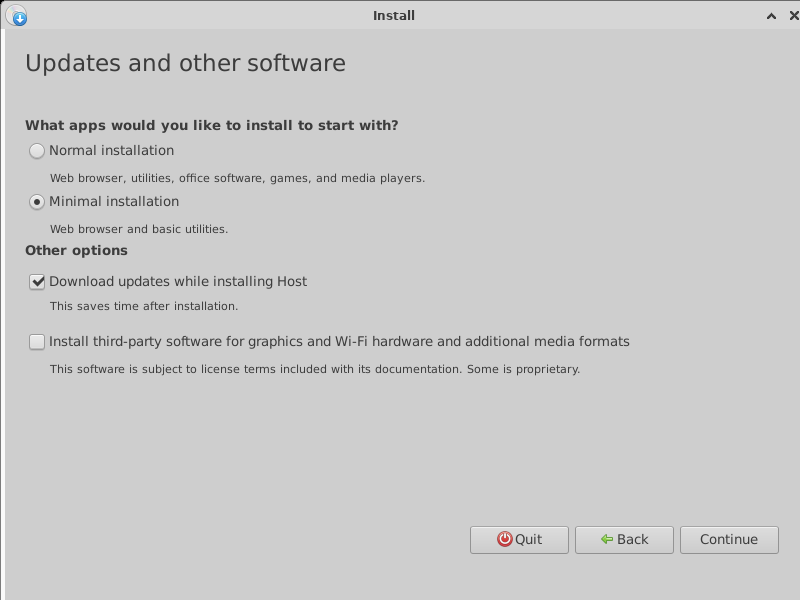 Install
Updates and other software
What apps would you like to install to start with?
Normal installation
Web browser, utilities, office software, games, and media players.
Minimal installation
Web browser and basic utilities.
Other options
Download updates while installing Host
This saves time after installation.
Install third-party software for graphics and Wi-Fi hardware and additional media formats
This software is subject to license terms included with its documentation. Some is proprietary.
Quit Back Continue